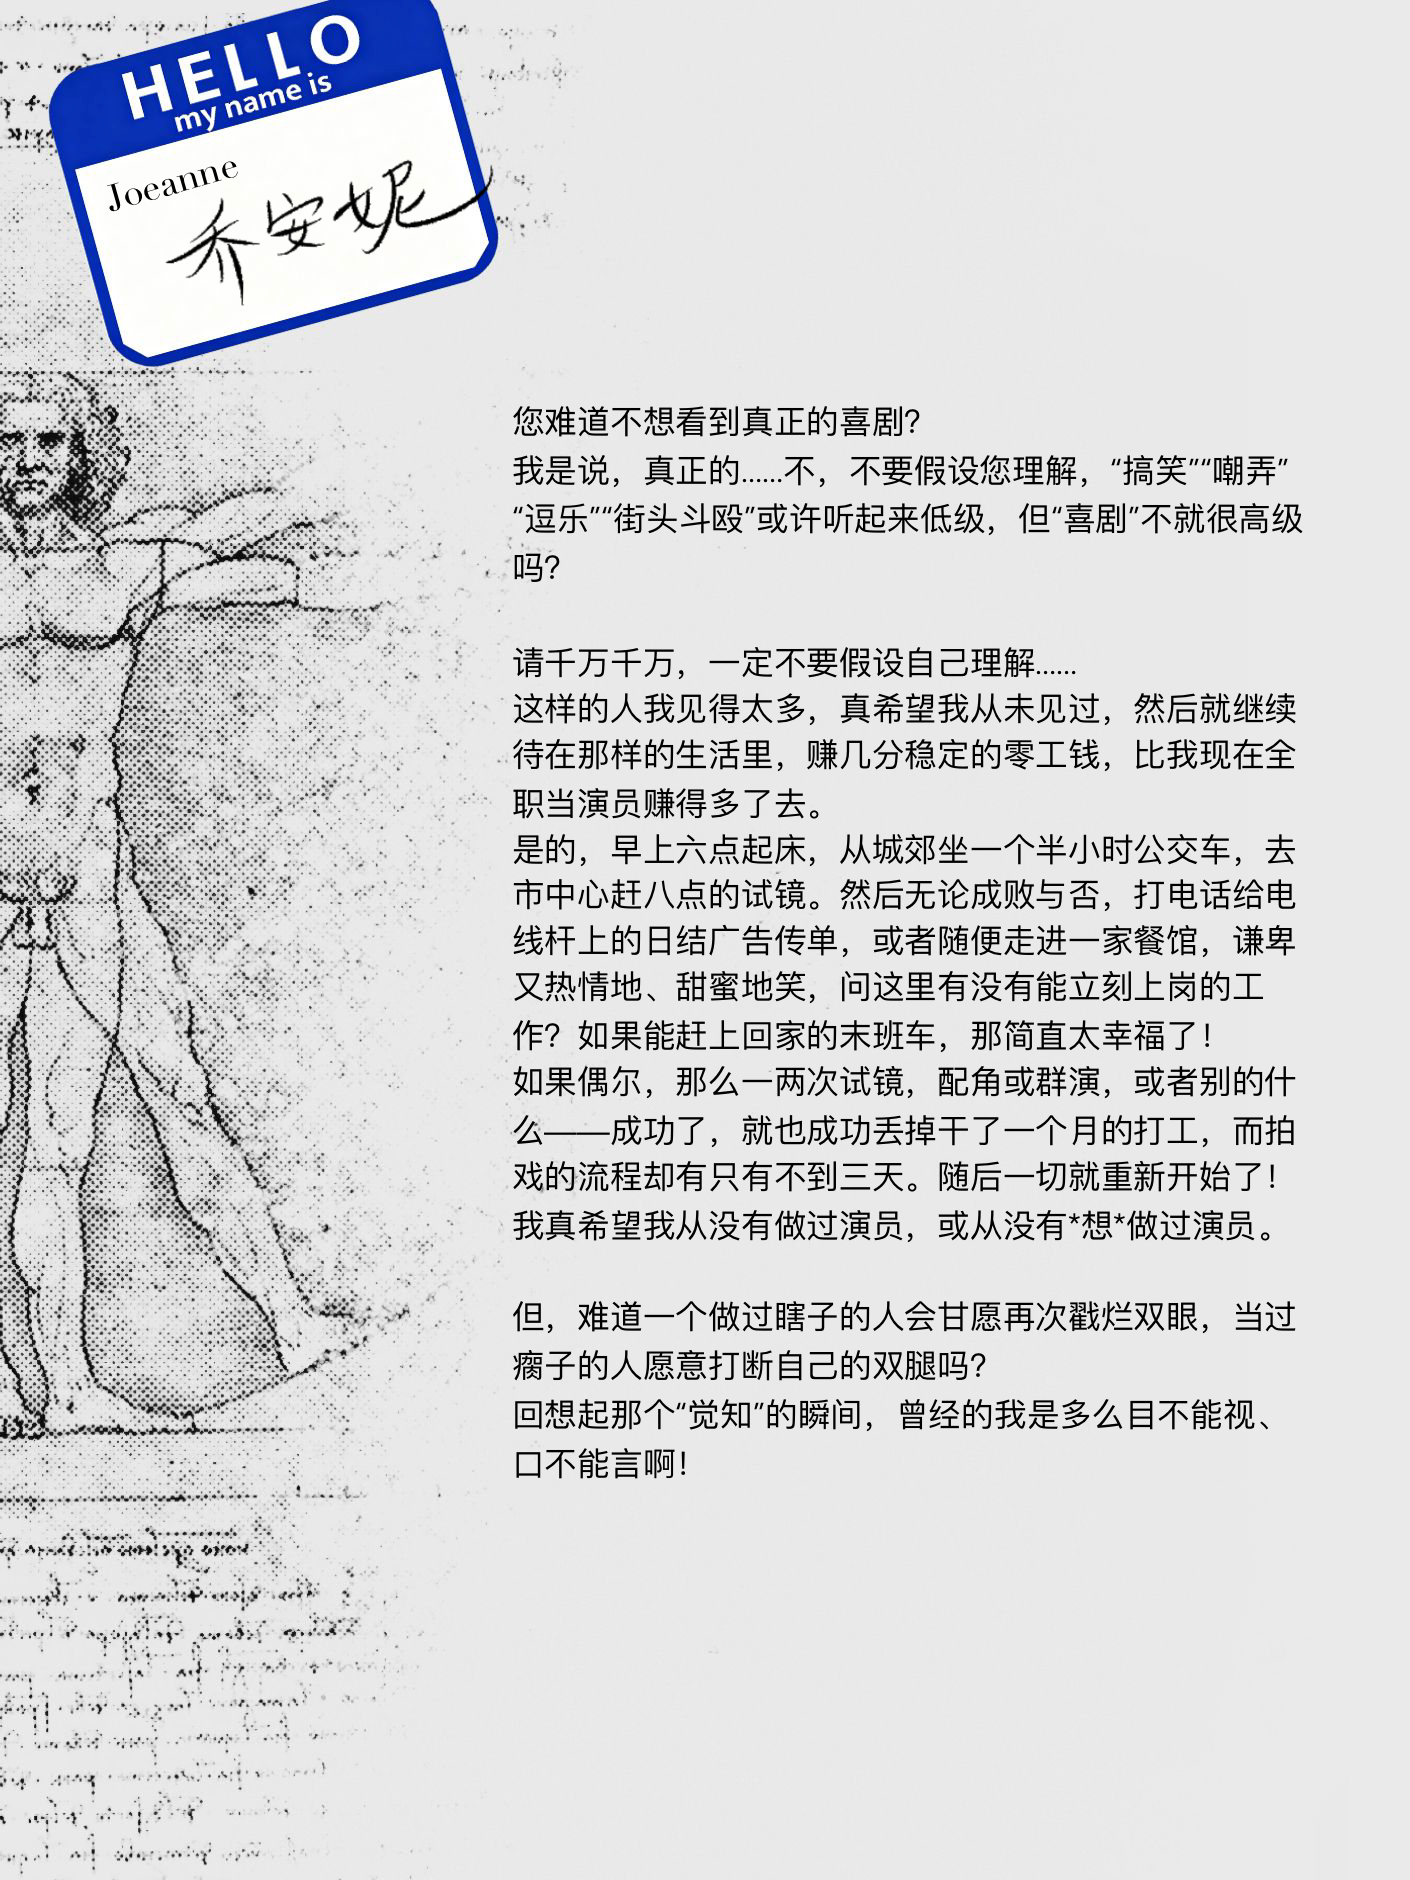 HELLO
my name is
Joeanne
乔安妮
您难道不想看到真正的喜剧？
我是说，真正的……不，不要假设您理解，“搞笑”“嘲弄”
“逗乐”“街头斗殴”或许听起来低级，但“喜剧”不就很高级
吗？
请千万千万，一定不要假设自己理解……
这样的人我见得太多，真希望我从未见过，然后就继续
待在那样的生活里，赚几分稳定的零工钱，比我现在全
职当演员赚得多了去。
是的，早上六点起床，从城郊坐一个半小时公交车，去
市中心赶八点的试镜。然后无论成败与否，打电话给电
线杆上的日结广告传单，或者随便走进一家餐馆，谦卑
又热情地、甜蜜地笑，问这里有没有能立刻上岗的工
作？如果能赶上回家的末班车，那简直太幸福了！
如果偶尔，那么一两次试镜，配角或群演，或者别的什
么——成功了，就也成功丢掉干了一个月的打工，而拍
戏的流程却有只有不到三天。随后一切就重新开始了！
我真希望我从没有做过演员，或从没有*想*做过演员。
但，难道一个做过瞎子的人会甘愿再次戳烂双眼，当过
瘸子的人愿意打断自己的双腿吗？
回想起那个“觉知”的瞬间，曾经的我是多么目不能视、
口不能言啊！